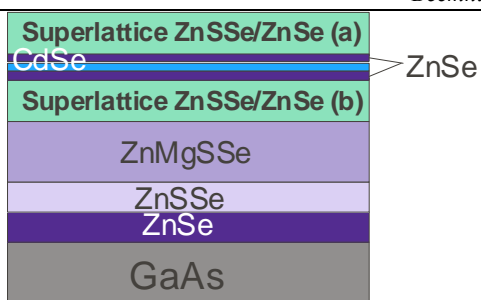 Superlattice ZnSSe/ZnSe (a)
CdSe
ZnSe
Superlattice ZnSSe/ZnSe (b)
ZnMgSSe
ZnSSe
ZnSe
GaAs